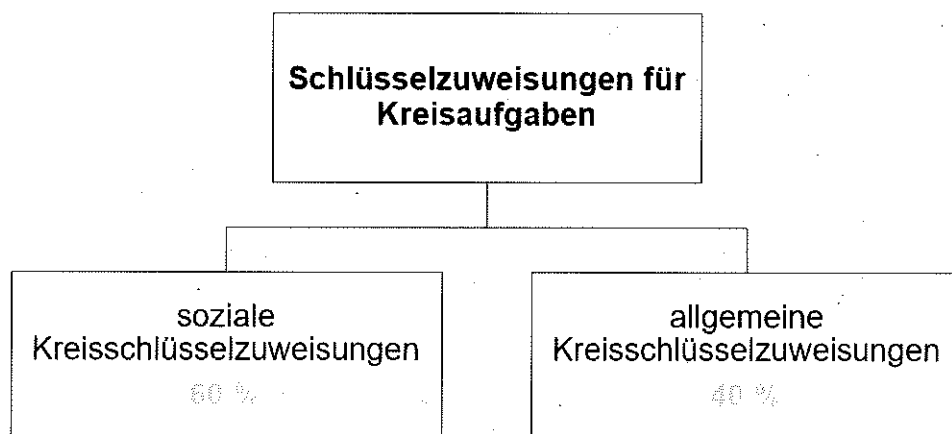 Schlüsselzuweisungen für
Kreisaufgaben
soziale
Kreisschlüsselzuweisungen
60 %
allgemeine
Kreisschlüsselzuweisungen
40 %